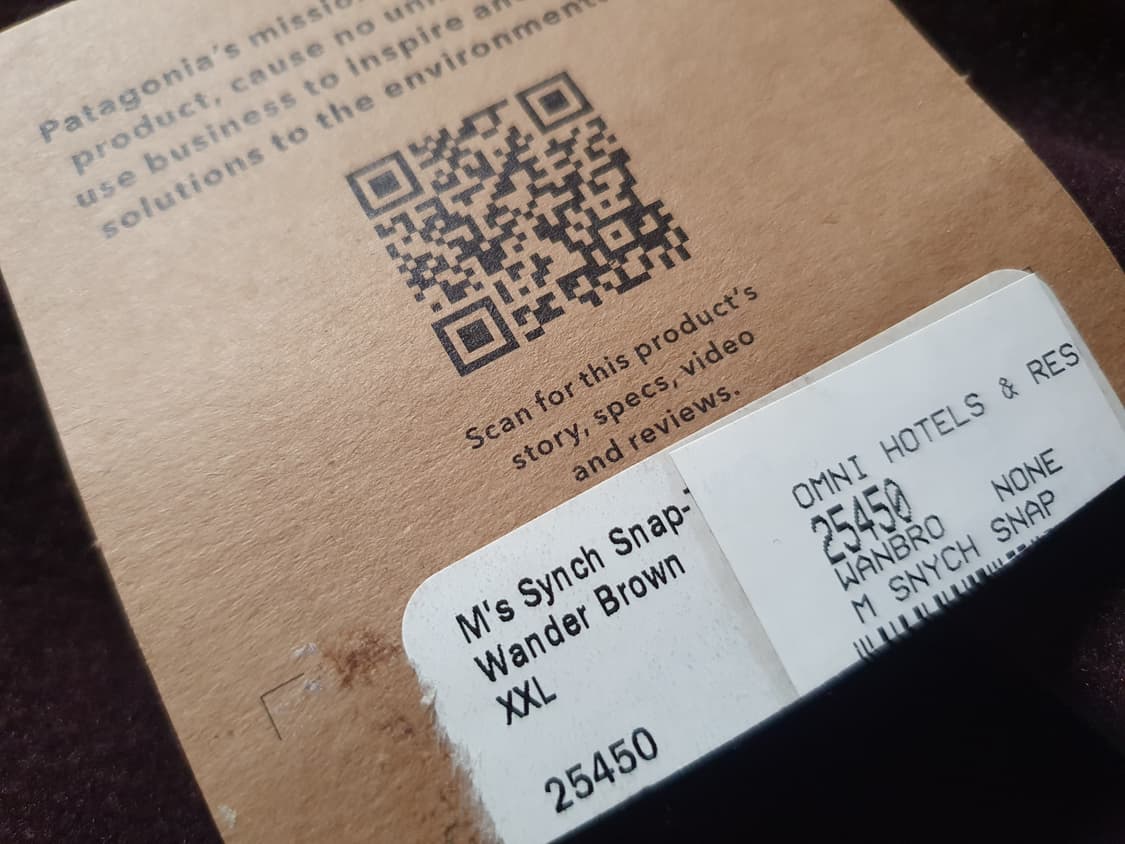 Patagonia's missio
product, cause no un
use business to inspire an
solutions to the environment
Scan for this product's
story, specs, video
and reviews.
M's Synch Snap-
Wander Brown
XXL
25450
OMNI HOTELS & RES
25450 NONE
WANBRO
M SNYCH SNAP